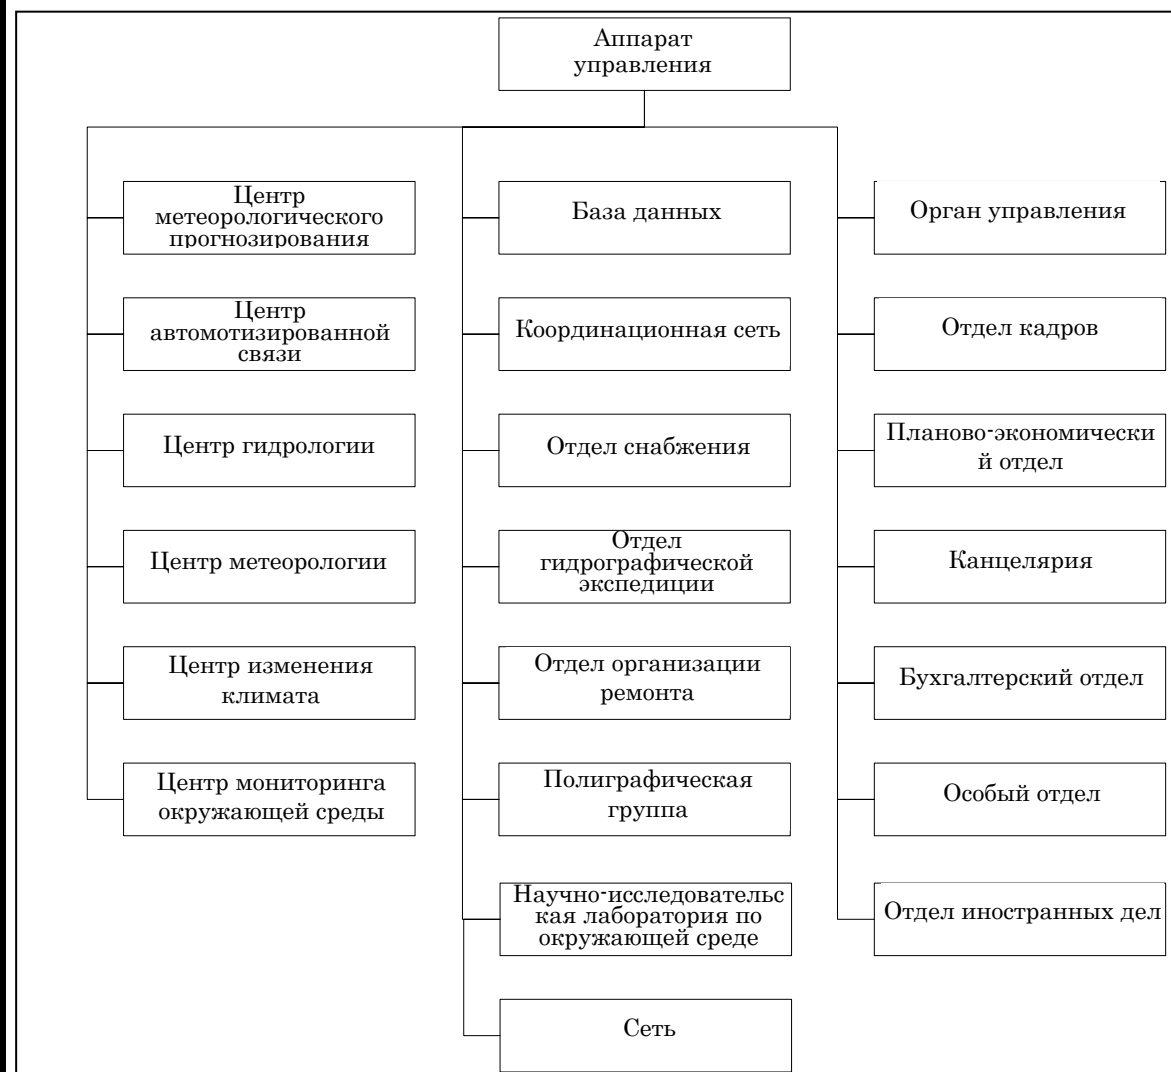 Аппарат
управления
Центр
метеорологического
прогнозирования
Центр
автомотизированной
связи
Центр гидрологии
Центр метеорологии
Центр изменения
климата
Центр мониторинга
окружающей среды
База данных
Координационная сеть
Отдел снабжения
Отдел
гидрографической
экспедиции
Отдел организации
ремонта
Полиграфическая
группа
Научно-исследовательс
кая лаборатория по
окружающей среде
Сеть
Орган управления
Отдел кадров
Планово-экономически
й отдел
Канцелярия
Бухгалтерский отдел
Особый отдел
Отдел иностранных дел